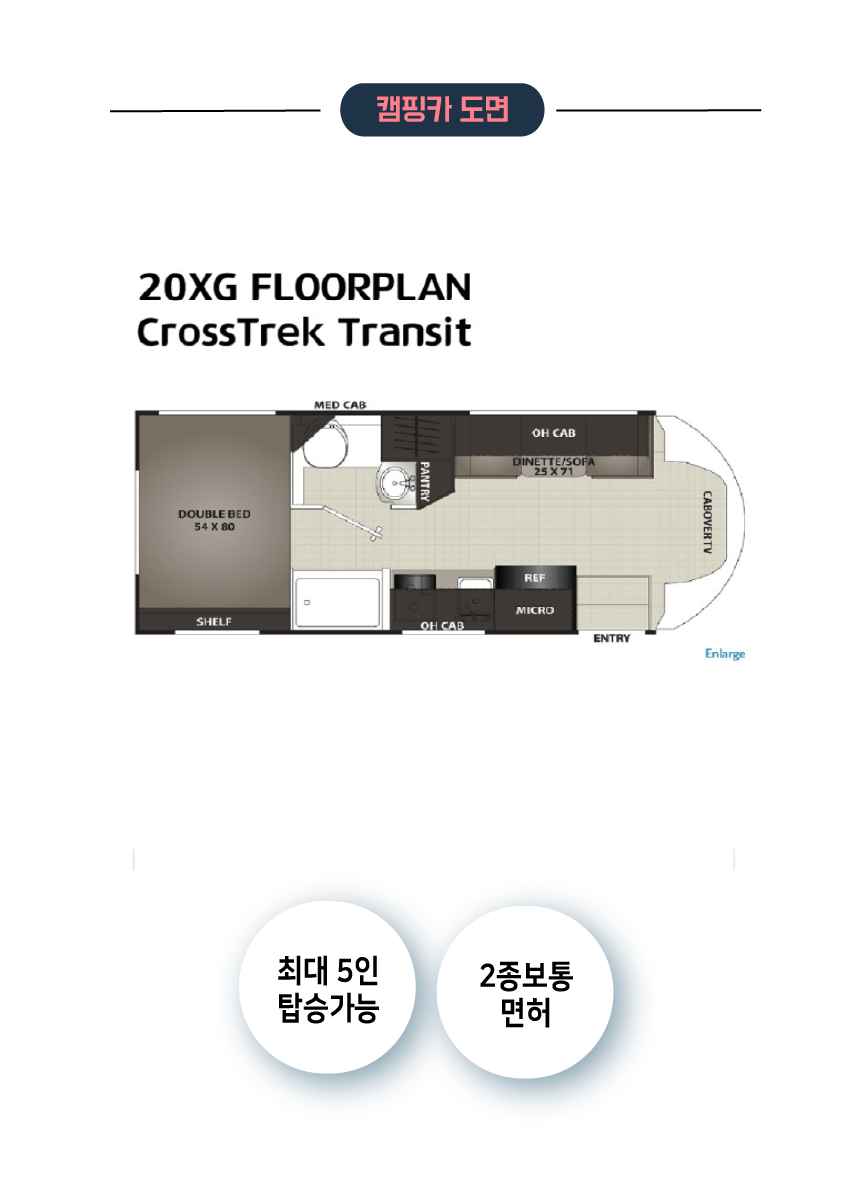 캠핑카 도면
20XG FLOORPLAN
CrossTrek Transit
MED CAB
OH CAB
DINETTE/SOFA
25 X 71
PANTRY
DOUBLE BED
54 X 80
CABOVER TV
REF
MICRO
SHELF
OH CAB
ENTRY
Enlarge
최대 5인
탑승가능
2종보통
면허